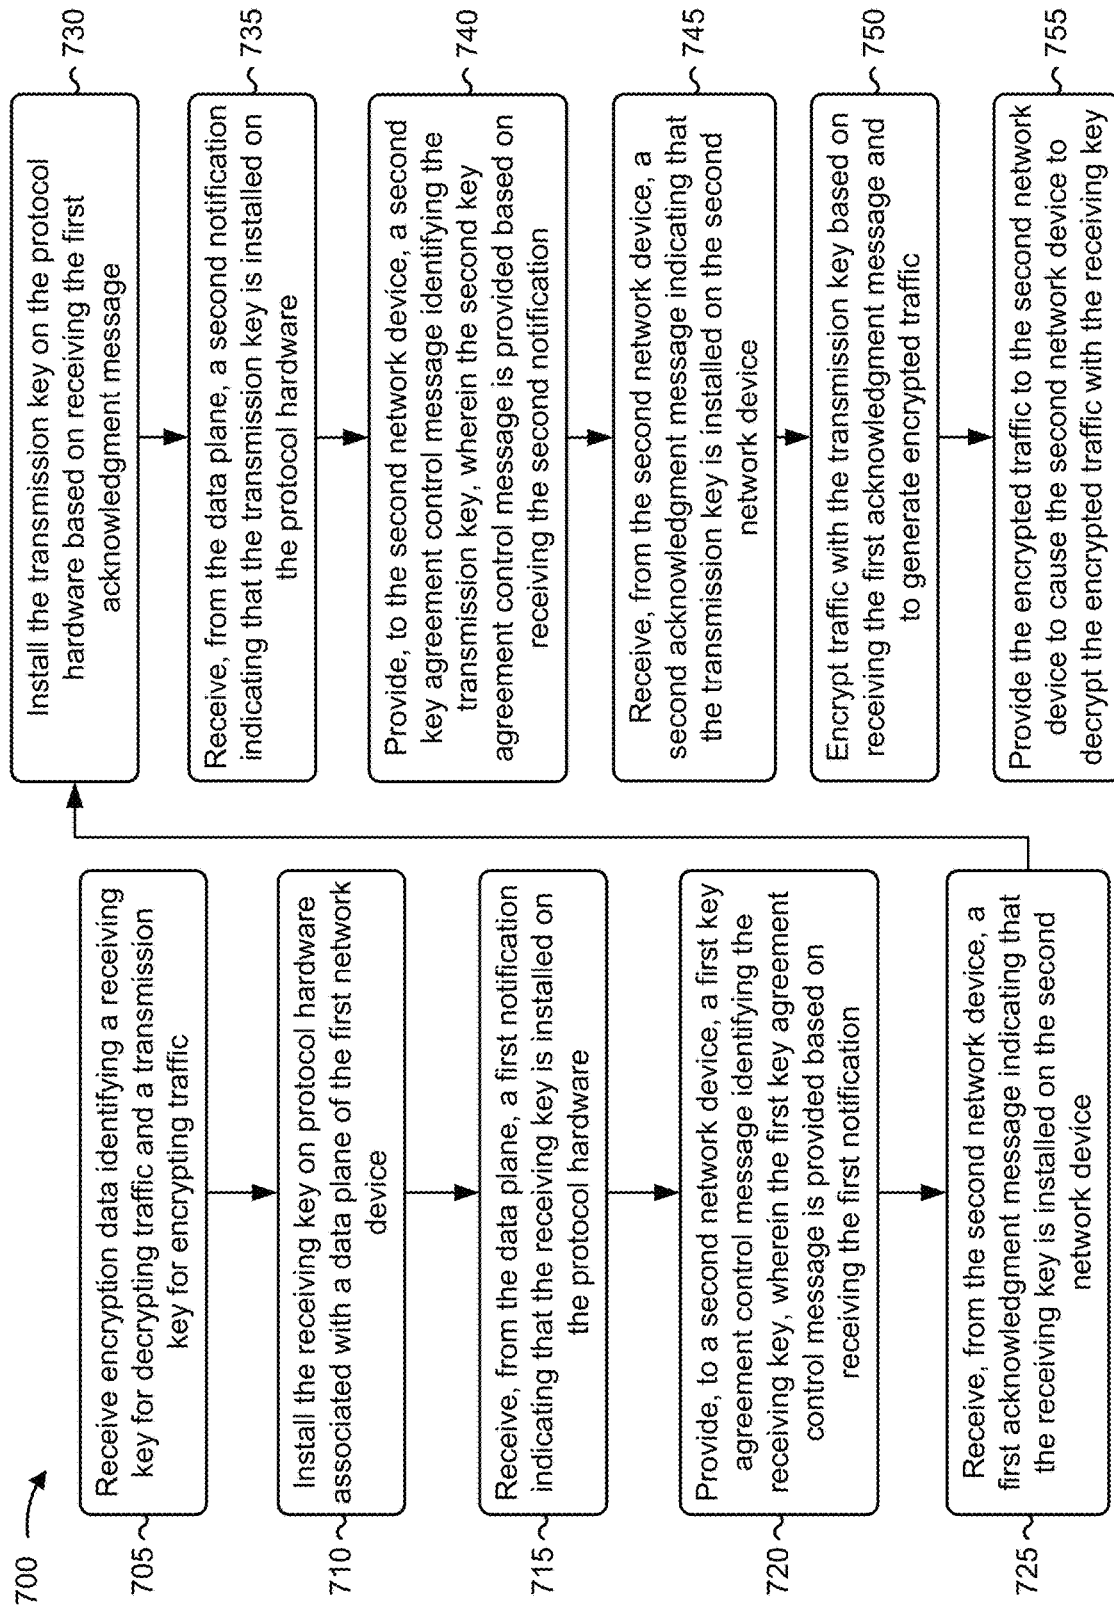 700
705
Receive encryption data identifying a receiving
key for decrypting traffic and a transmission
key for encrypting traffic
710
Install the receiving key on protocol hardware
associated with a data plane of the first network
device
715
Receive, from the data plane, a first notification
indicating that the receiving key is installed on
the protocol hardware
720
Provide, to a second network device, a first key
agreement control message identifying the
receiving key, wherein the first key agreement
control message is provided based on
receiving the first notification
725
Receive, from the second network device, a
first acknowledgment message indicating that
the receiving key is installed on the second
network device
730
Install the transmission key on the protocol
hardware based on receiving the first
acknowledgment message
735
Receive, from the data plane, a second notification
indicating that the transmission key is installed on
the protocol hardware
740
Provide, to the second network device, a second
key agreement control message identifying the
transmission key, wherein the second key
agreement control message is provided based on
receiving the second notification
745
Receive, from the second network device, a
second acknowledgment message indicating that
the transmission key is installed on the second
network device
750
Encrypt traffic with the transmission key based on
receiving the first acknowledgment message and
to generate encrypted traffic
755
Provide the encrypted traffic to the second network
device to cause the second network device to
decrypt the encrypted traffic with the receiving key